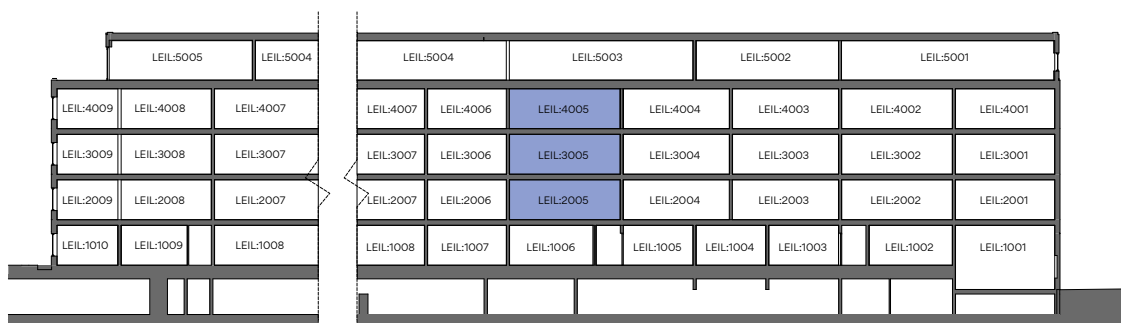 LEIL:5005 LEIL:5004 LEIL:5004 LEIL:5003 LEIL:5002 LEIL:5001
LEIL:4009 LEIL:4008 LEIL:4007 LEIL:4007 LEIL:4006 LEIL:4005 LEIL:4004 LEIL:4003 LEIL:4002 LEIL:4001
LEIL:3009 LEIL:3008 LEIL:3007 LEIL:3007 LEIL:3006 LEIL:3005 LEIL:3004 LEIL:3003 LEIL:3002 LEIL:3001
LEIL:2009 LEIL:2008 LEIL:2007 LEIL:2007 LEIL:2006 LEIL:2005 LEIL:2004 LEIL:2003 LEIL:2002 LEIL:2001
LEIL:1010 LEIL:1009 LEIL:1008 LEIL:1008 LEIL:1007 LEIL:1006 LEIL:1005 LEIL:1004 LEIL:1003 LEIL:1002 LEIL:1001